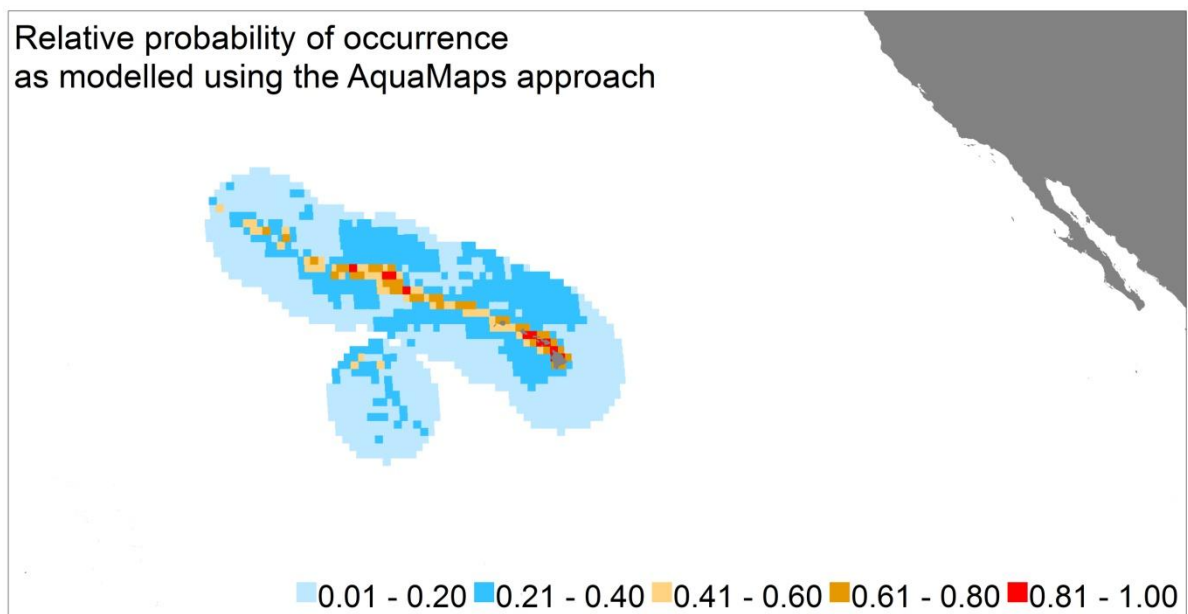 Relative probability of occurrence
as modelled using the AquaMaps approach
0.01 - 0.20 0.21 - 0.40 0.41 - 0.60 0.61 - 0.80 0.81 - 1.00